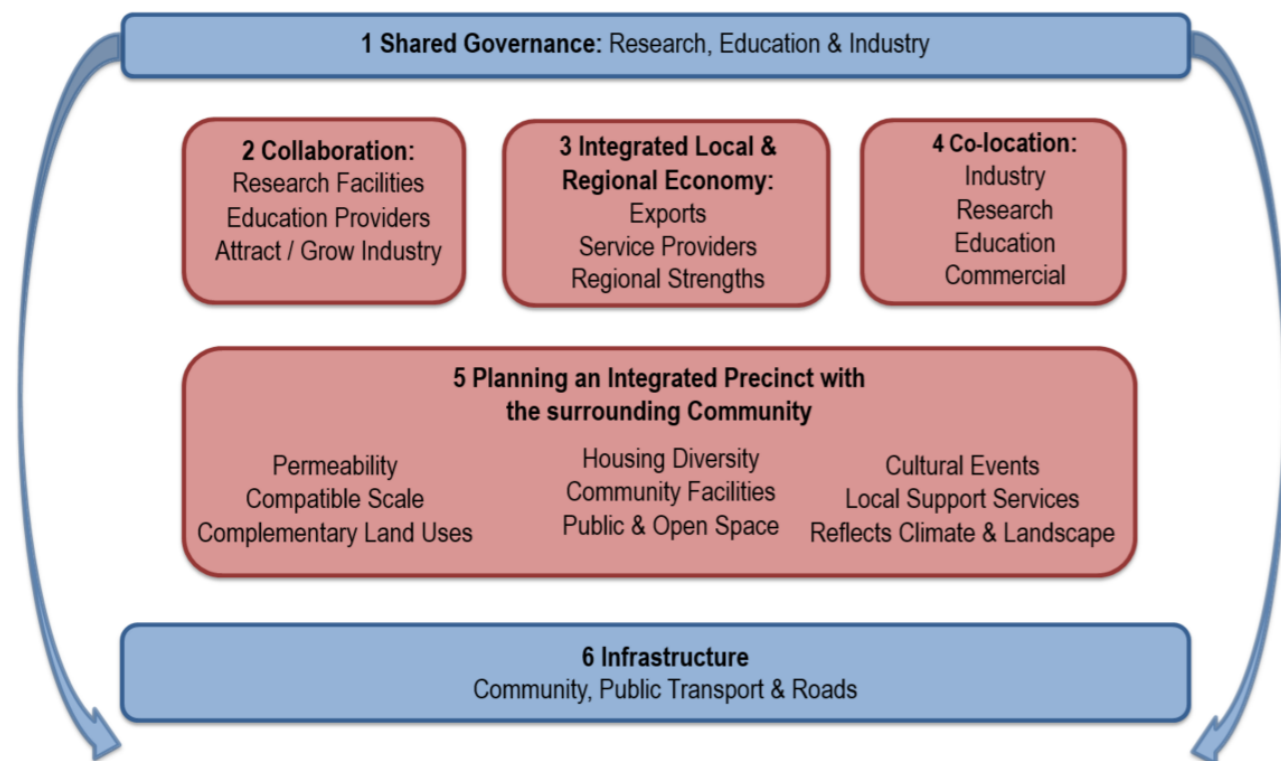 1 Shared Governance: Research, Education & Industry
2 Collaboration:
Research Facilities
Education Providers
Attract / Grow Industry
3 Integrated Local &
Regional Economy:
Exports
Service Providers
Regional Strengths
4 Co-location:
Industry
Research
Education
Commercial
5 Planning an Integrated Precinct with
the surrounding Community
Permeability
Compatible Scale
Complementary Land Uses
Housing Diversity
Community Facilities
Public & Open Space
Cultural Events
Local Support Services
Reflects Climate & Landscape
6 Infrastructure
Community, Public Transport & Roads